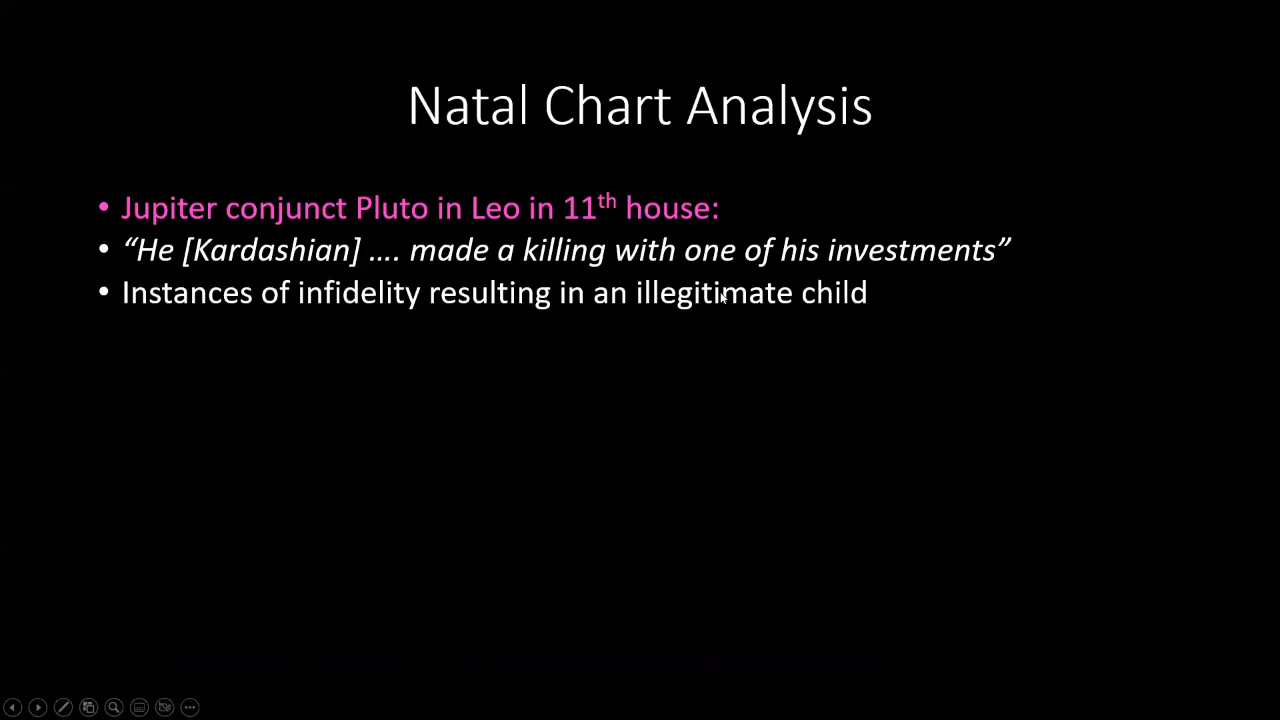 Natal Chart Analysis
• Jupiter conjunct Pluto in Leo in 11th house:
• “He [Kardashian] …. made a killing with one of his investments”
• Instances of infidelity resulting in an illegitimate child